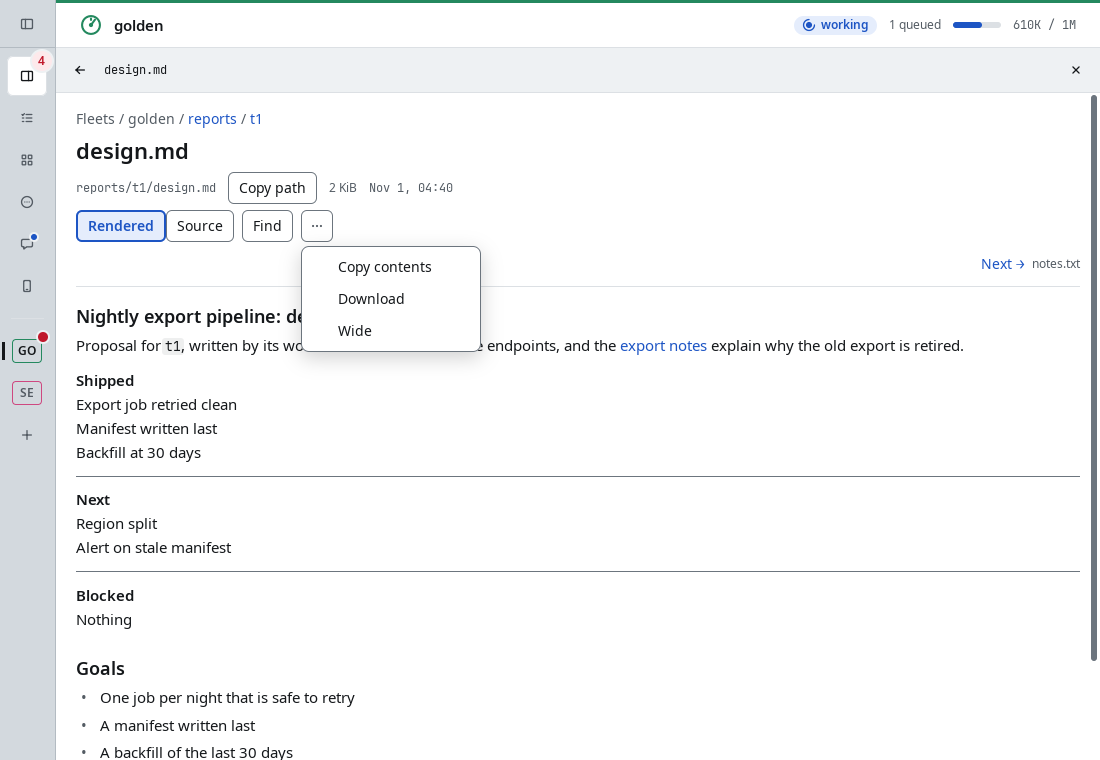 golden
working
1 queued
610K / 1M
4
design.md
Fleets / golden / reports / t1
design.md
reports/t1/design.md
Copy path
2 KiB
Nov 1, 04:40
Rendered
Source
Find
···
Copy contents
Download
Wide
Next → notes.txt
Nightly export pipeline:
Proposal for t1, written by its
endpoints, and the export notes explain why the old export is retired.
Shipped
Export job retried clean
Manifest written last
Backfill at 30 days
Next
Region split
Alert on stale manifest
Blocked
Nothing
Goals
• One job per night that is safe to retry
• A manifest written last
• A backfill of the last 30 days
GO
SE